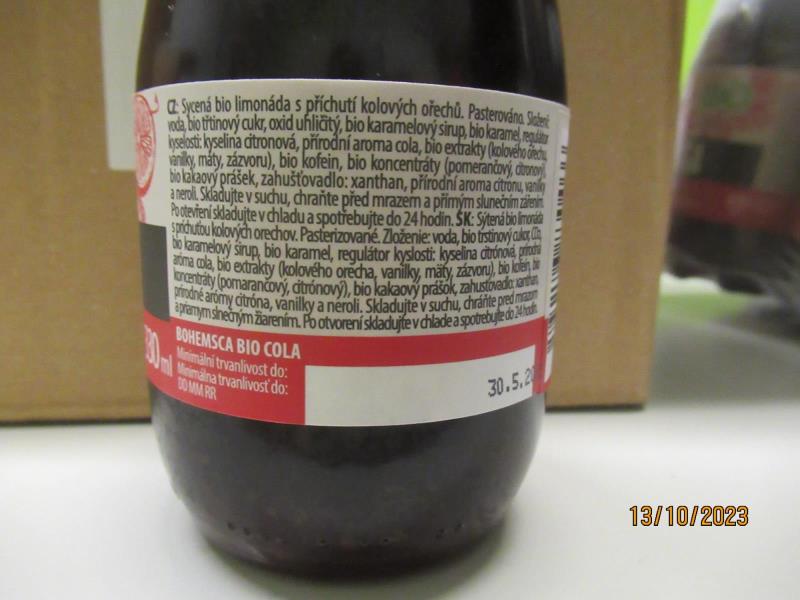 CZ: Sycená bio limonáda s příchutí kolových ořechů. Pasterováno. Složení:
voda, bio třtinový cukr, oxid uhličitý, bio karamelový sirup, bio karamel, regulátor
kyselosti: kyselina citronová, přírodní aroma cola, bio extrakty (kolového ořechu,
vanilky, máty, zázvoru), bio kofein, bio koncentráty (pomerančový, citronový),
bio kakaový prášek, zahušťovadlo: xanthan, přírodní aroma citronu, vanilky
a neroli. Skladujte v suchu, chraňte před mrazem a přímým slunečním zářením.
Po otevření skladujte v chladu a spotřebujte do 24 hodin. SK: Sýtená bio limonáda
s príchuťou kolových orechov. Pasterizované. Zloženie: voda, bio trstinový cukor, CO₂,
bio karamelový sirup, bio karamel, regulátor kyslosti: kyselina citrónová, prírodná
aróma cola, bio extrakty (kolového orecha, vanilky, mäty, zázvoru), bio kofeín, bio
koncentráty (pomarančový, citrónový), bio kakaový prášok, zahusťovadlo: xanthan,
prírodné arómy citróna, vanilky a neroli. Skladujte v suchu, chráňte pred mrazom
a priamym slnečným žiarením. Po otvorení skladujte v chlade a spotrebujte do 24 hodín.
ml
BOHEMSCA BIO COLA
Minimální trvanlivost do:
Minimálna trvanlivosť do:
DD MM RR
30.5.20
13/10/2023